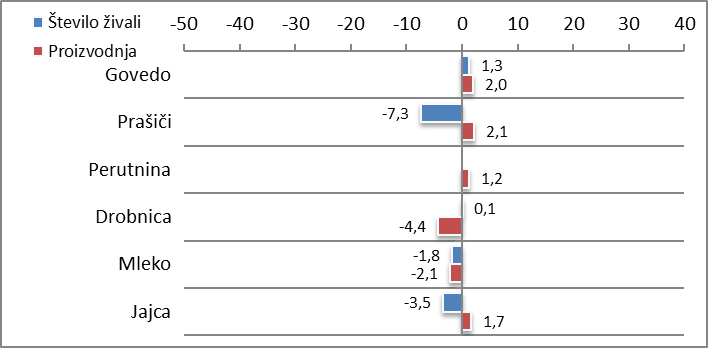 -50 -40 -30 -20 -10 0 10 20 30 40
Število živali
Proizvodnja
Govedo 1,3
2,0
Prašiči -7,3
2,1
Perutnina 1,2
Drobnica 0,1
-4,4
Mleko -1,8
-2,1
Jajca -3,5
1,7